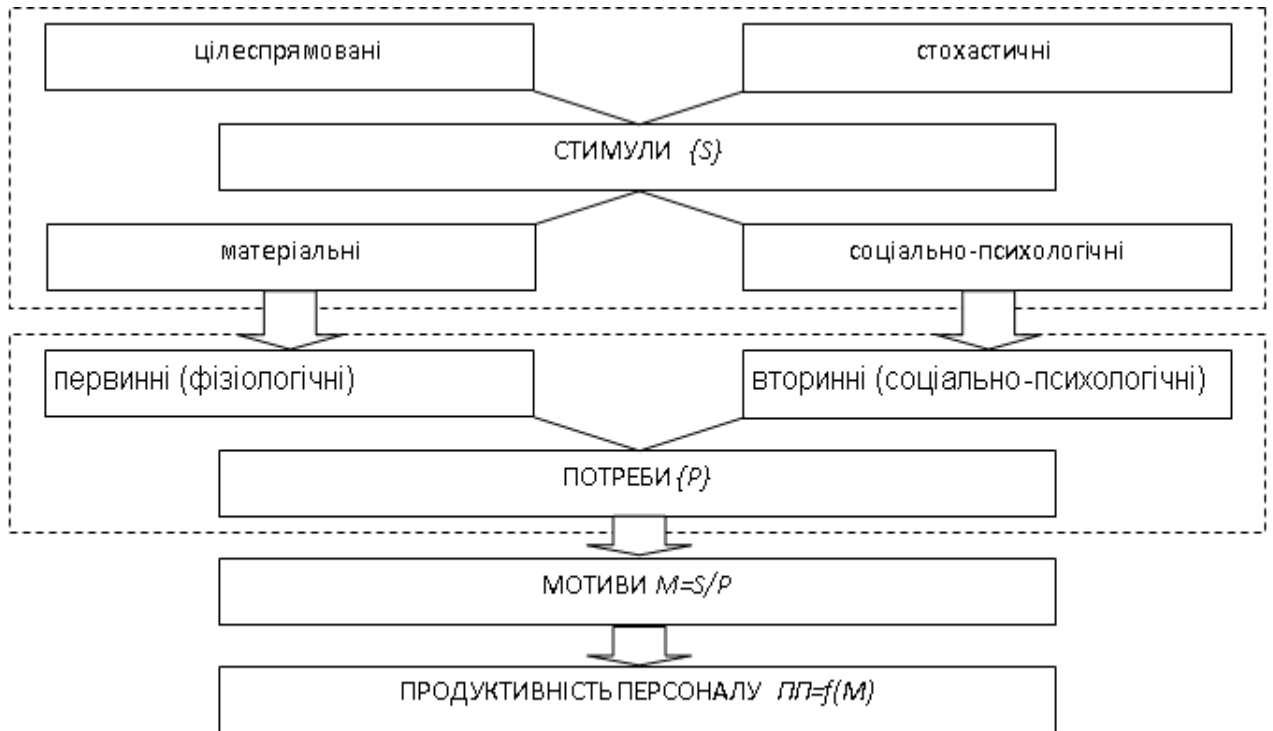 цілеспрямовані
стохастичні
СТИМУЛИ {S}
матеріальні
соціально-психологічні
первинні (фізіологічні)
вторинні (соціально-психологічні)
ПОТРЕБИ {P}
МОТИВИ M=S/P
ПРОДУКТИВНІСТЬ ПЕРСОНАЛУ ПП=f(M)